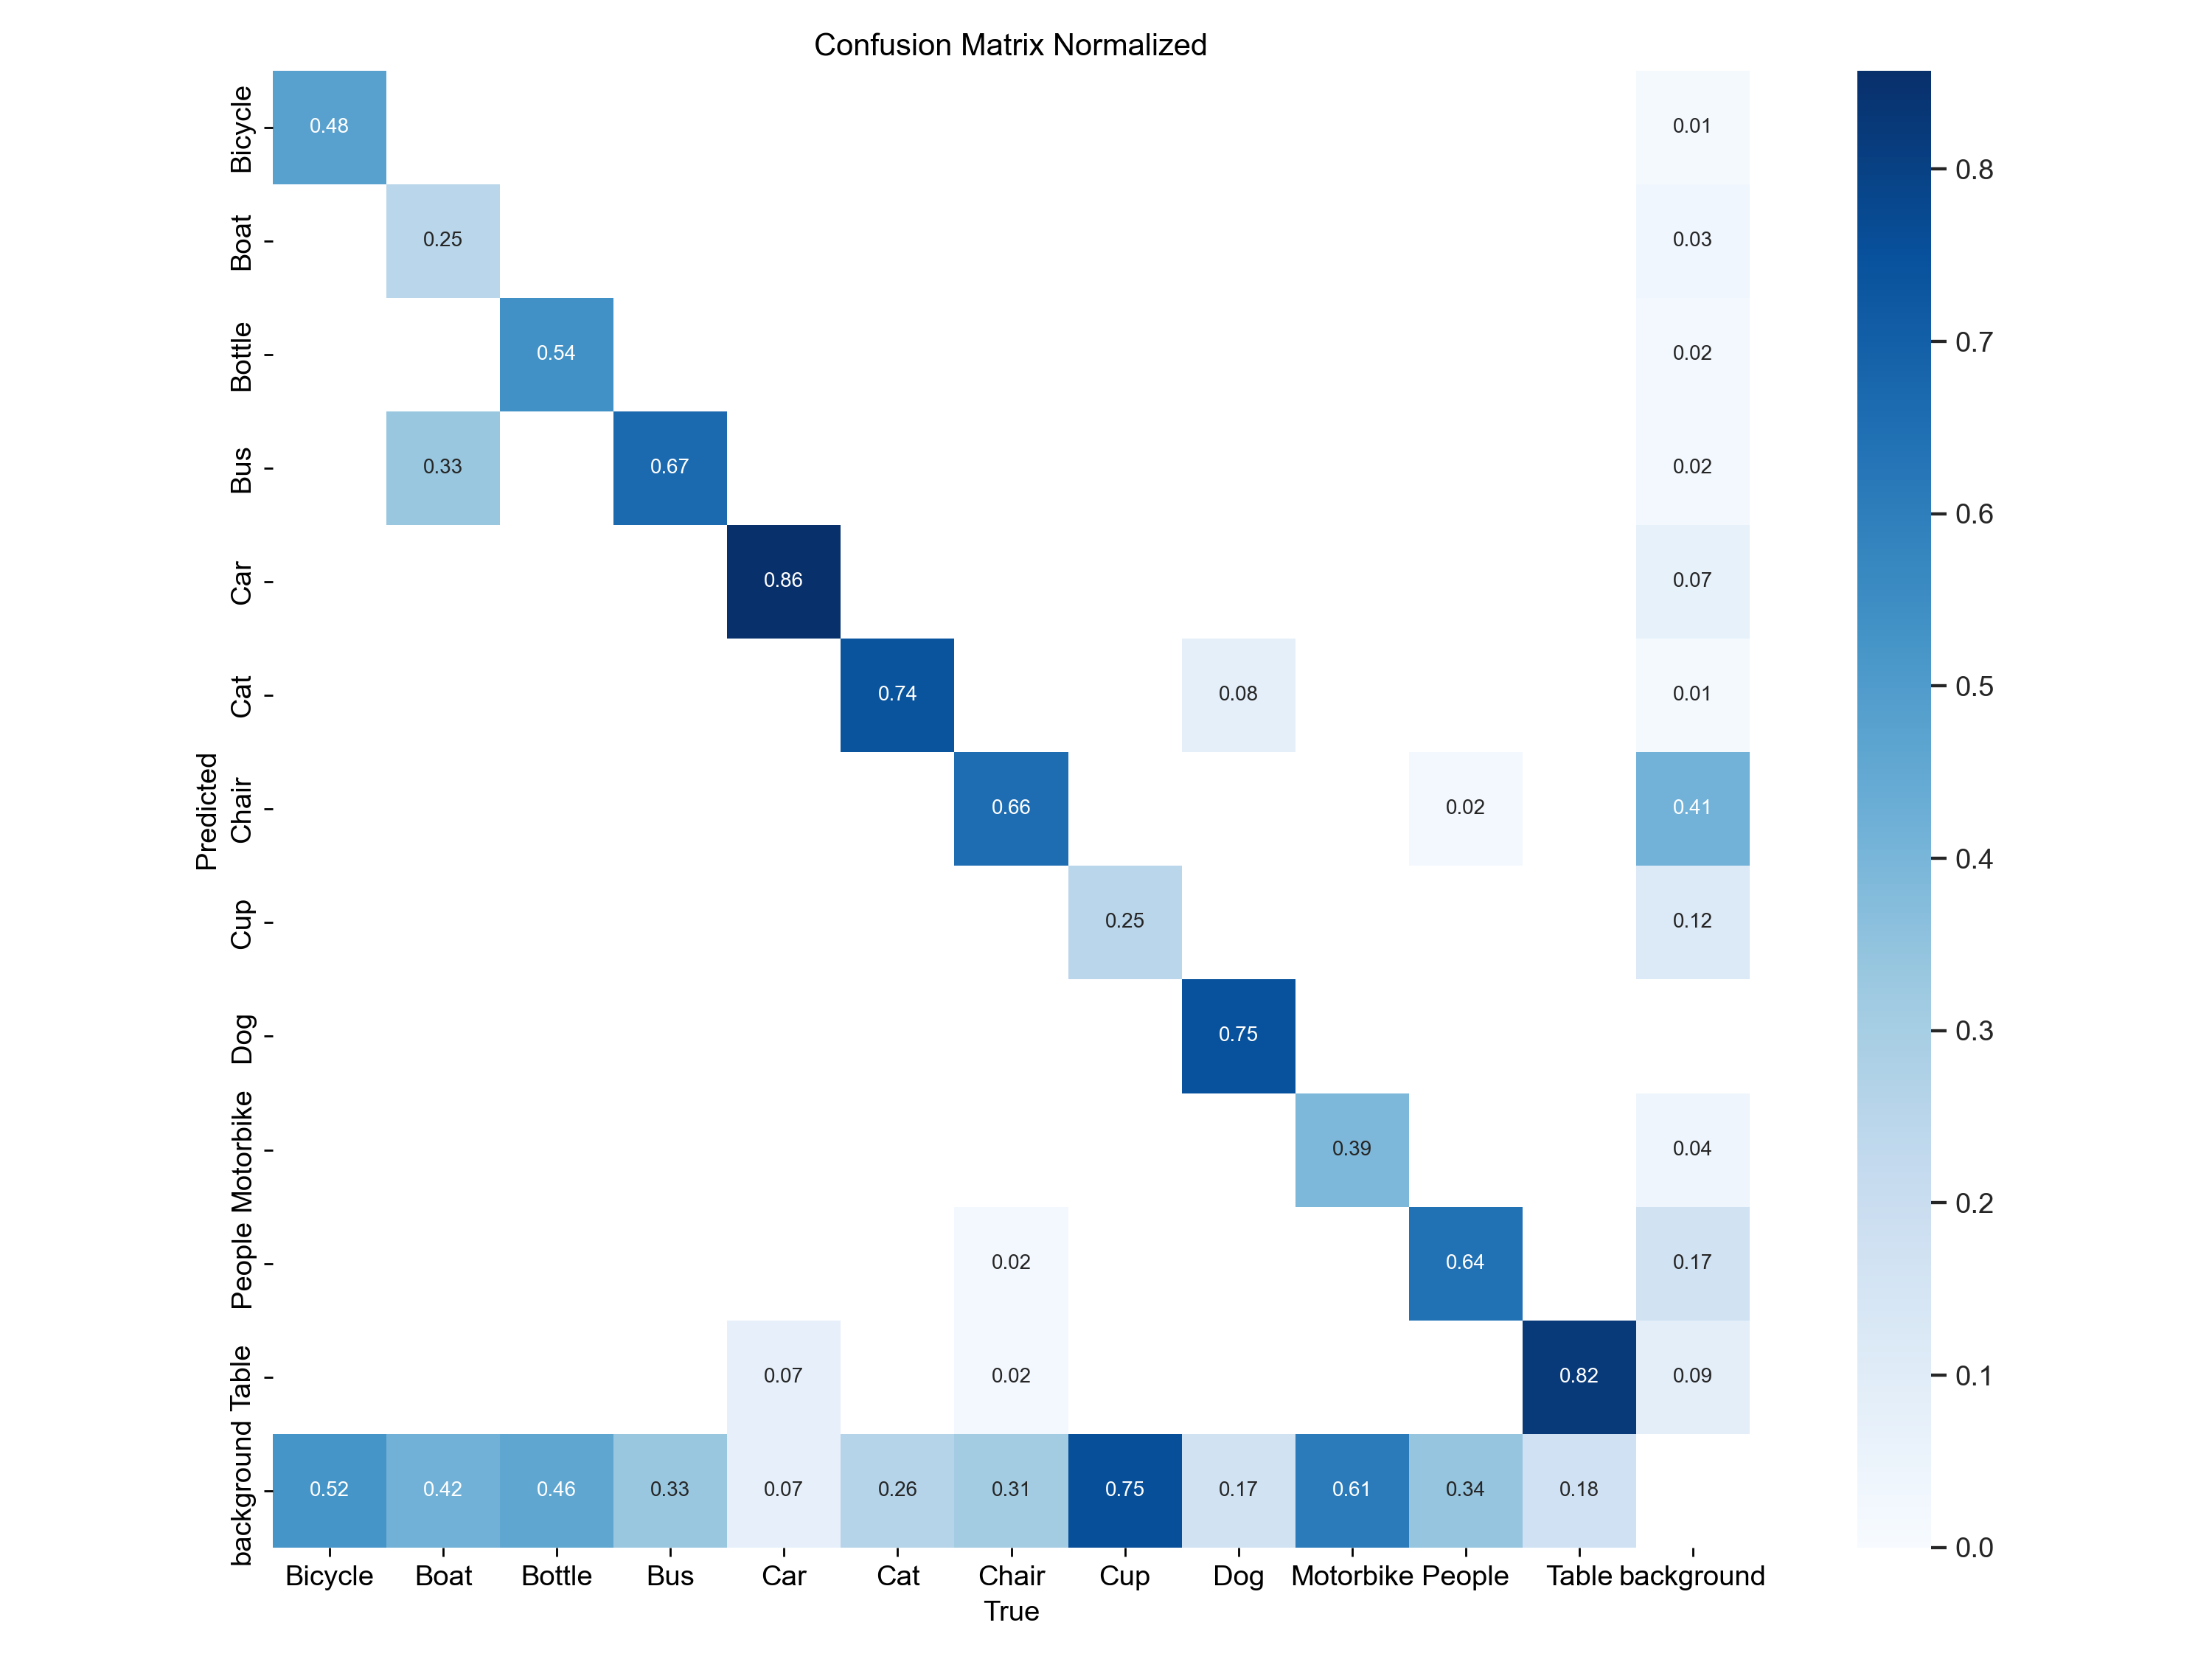 Confusion Matrix Normalized
Predicted
Bicycle 0.48 0.01
Boat 0.25 0.03
Bottle 0.54 0.02
Bus 0.33 0.67 0.02
Car 0.86 0.07
Cat 0.74 0.08 0.01
Chair 0.66 0.02 0.41
Cup 0.25 0.12
Dog 0.75
Motorbike 0.39 0.04
People 0.02 0.64 0.17
Table 0.07 0.02 0.82 0.09
background 0.52 0.42 0.46 0.33 0.07 0.26 0.31 0.75 0.17 0.61 0.34 0.18
Bicycle Boat Bottle Bus Car Cat Chair Cup Dog Motorbike People Table background
True
0.8
0.7
0.6
0.5
0.4
0.3
0.2
0.1
0.0